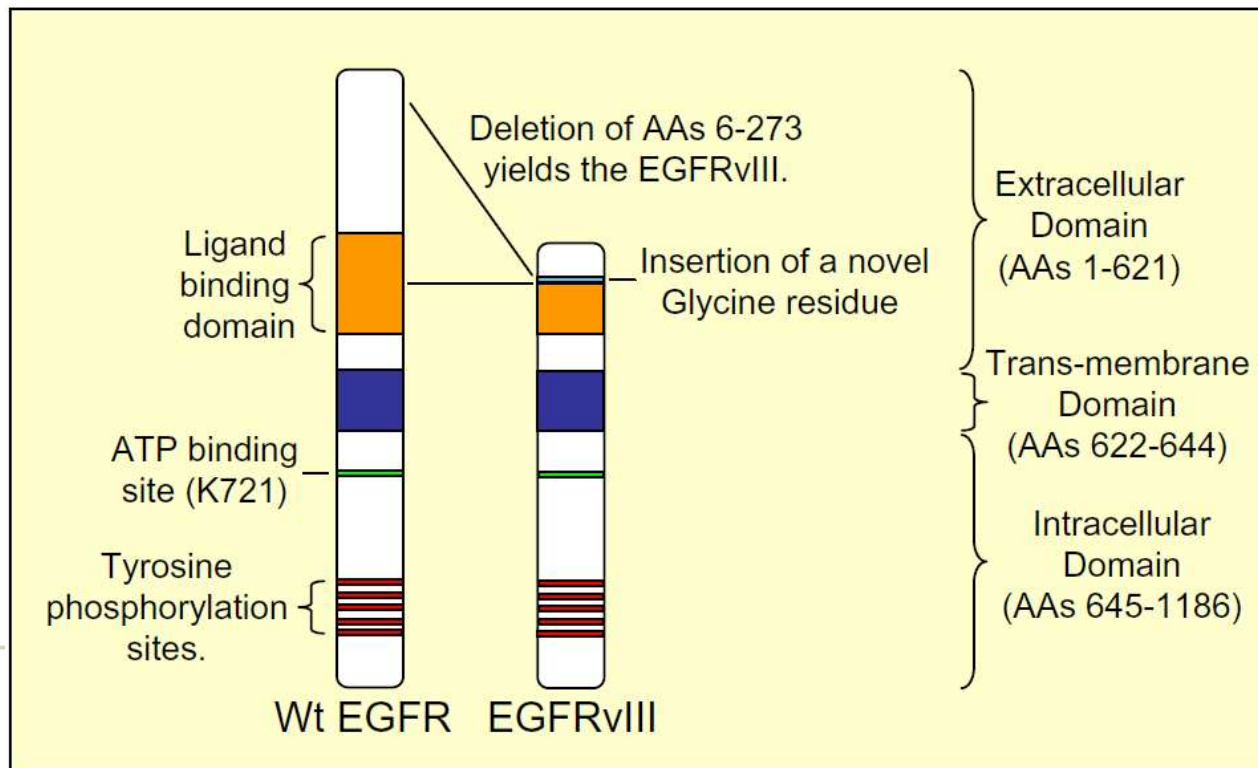 Deletion of AAs 6-273
yields the EGFRvIII.
Ligand
binding
domain
Insertion of a novel
Glycine residue
Extracellular
Domain
(AAs 1-621)
Trans-membrane
Domain
(AAs 622-644)
ATP binding
site (K721)
Intracellular
Domain
(AAs 645-1186)
Tyrosine
phosphorylation
sites.
Wt EGFR
EGFRvIII